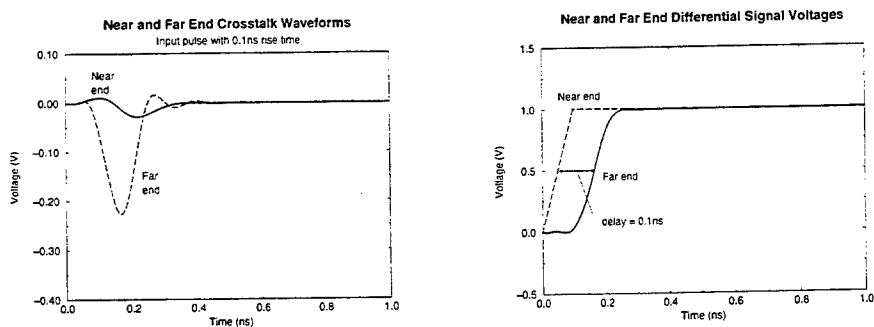 Near and Far End Crosstalk Waveforms
Input pulse with 0.1ns rise time
0.10
0.00
−0.10
−0.20
−0.30
−0.40
Voltage (V)
Near
end
Far
end
0.0
0.2
0.4
0.6
0.8
1.0
Time (ns)
Near and Far End Differential Signal Voltages
1.5
1.0
0.5
0.0
−0.5
Voltage (V)
Near end
Far end
delay = 0.1ns
0.0
0.2
0.4
0.6
0.8
1.0
Time (ns)